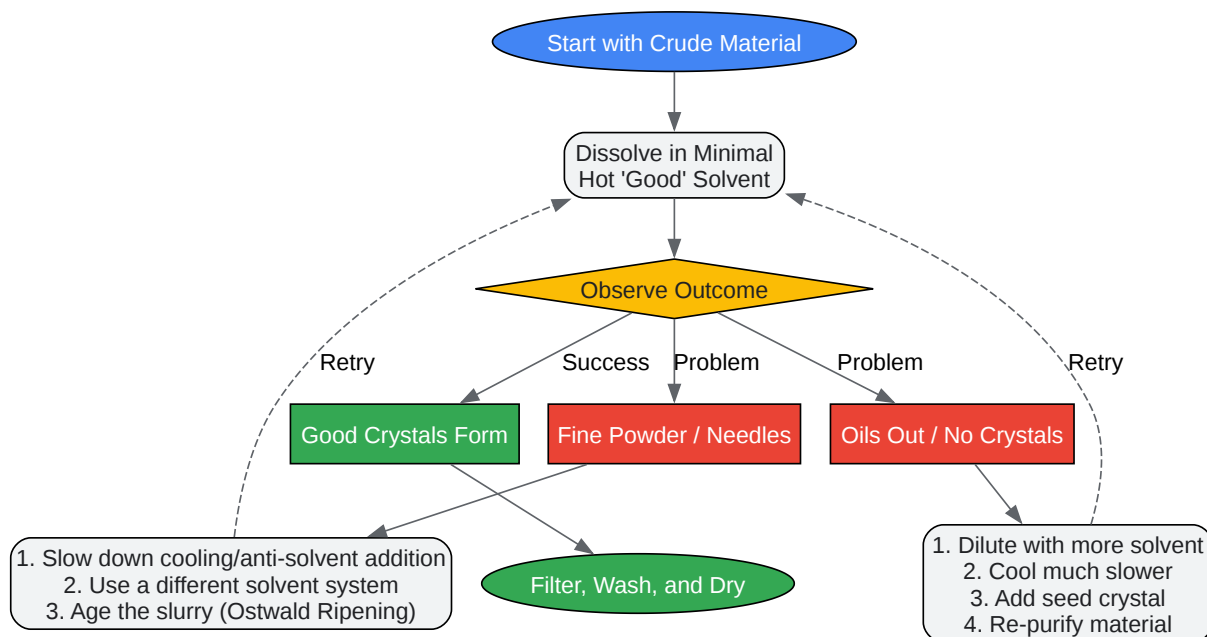 Start with Crude Material
Dissolve in Minimal
Hot 'Good' Solvent
Observe Outcome
Retry
Success
Problem
Problem
Retry
Good Crystals Form
Fine Powder / Needles
Oils Out / No Crystals
1. Slow down cooling/anti-solvent addition
2. Use a different solvent system
3. Age the slurry (Ostwald Ripening)
Filter, Wash, and Dry
1. Dilute with more solvent
2. Cool much slower
3. Add seed crystal
4. Re-purify material